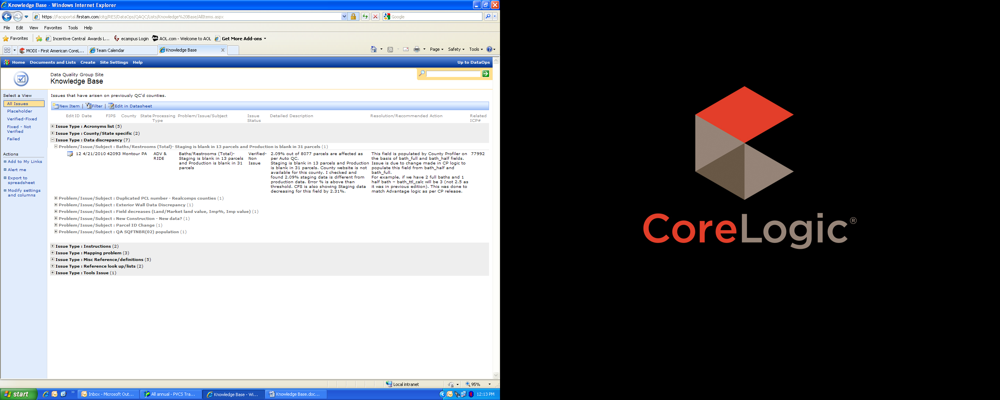 Knowledge Base - Windows Internet Explorer
https://facsportal.firstam.com/citg/RES/DataOps/QAQC/Lists/Knowledge%20Base/AllItems.aspx
Google
File Edit View Favorites Tools Help
Favorites Incentive Central Awards L... ecampus Login AOL.com - Welcome to AOL Get More Add-ons
MODI - First American CoreL... Team Calendar Knowledge Base Page Safety Tools
Home Documents and Lists Create Site Settings Help Up to DataOps
Data Quality Group Site
Knowledge Base
Select a View
All Issues
Placeholder
Verified-Fixed
Fixed - Not
Verified
Failed
Actions
Add to My Links
Alert me
Export to
spreadsheet
Modify settings
and columns
Issues that have arisen on previously QC'd counties.
New Item | Filter | Edit in Datasheet
Edit ID Date FIPS County State Processing Type Problem/Issue/Subject Issue Status Detailed Description Resolution/Recommended Action Related ICP#
Issue Type : Acronyms list (5)
Issue Type : County/State specific (2)
Issue Type : Data discrepancy (7)
Problem/Issue/Subject : Baths/Restrooms (Total)- Staging is blank in 13 parcels and Production is blank in 31 parcels (1)
12 4/21/2010 42093 Montour PA
ADV &
RIDE
Baths/Restrooms (Total)-
Staging is blank in 13 parcels
and Production is blank in 31
parcels
Verified-
Non
Issue
2.09% out of 8077 parcels are affected as
per Auto QC.
Staging is blank in 13 parcels and Production
is blank in 31 parcels. County website is not
available for this county. I checked and
found 2.09% staging data is different from
production data. Error % is above than
threshold. CFS is also showing Staging data
decreasing for this field by 2.31%.
This field is populated by County Profiler on
the basis of bath_full and bath_half fields.
Issue is due to change made in CP logic to
populate this field from bath_half and
bath_full.
For example, if we have 2 full baths and 1
half bath – bath_ttl_calc will be 3 (not 2.5 as
it was in previous edition). This was done to
match Advantage logic as per CP release.
77992
Problem/Issue/Subject : Duplicated PCL number - Realcomps counties (1)
Problem/Issue/Subject : Exterior Wall Data Discrepancy (1)
Problem/Issue/Subject : Field decreases (Land/Market land value, Imp%, Imp value) (1)
Problem/Issue/Subject : New Construction - New data? (1)
Problem/Issue/Subject : Parcel ID Change (1)
Problem/Issue/Subject : QA SQFTNBR(02) population (1)
Issue Type : Instructions (2)
Issue Type : Mapping problem (3)
Issue Type : Misc Reference/definitions (5)
Issue Type : Reference look up/lists (2)
Issue Type : Tools Issue (1)
Local intranet 95%
start Inbox - Microsoft Out... All annual - PVCS Tra... Knowledge Base - Wi... Knowledge Base.doc... 12:13 PM
CoreLogic®